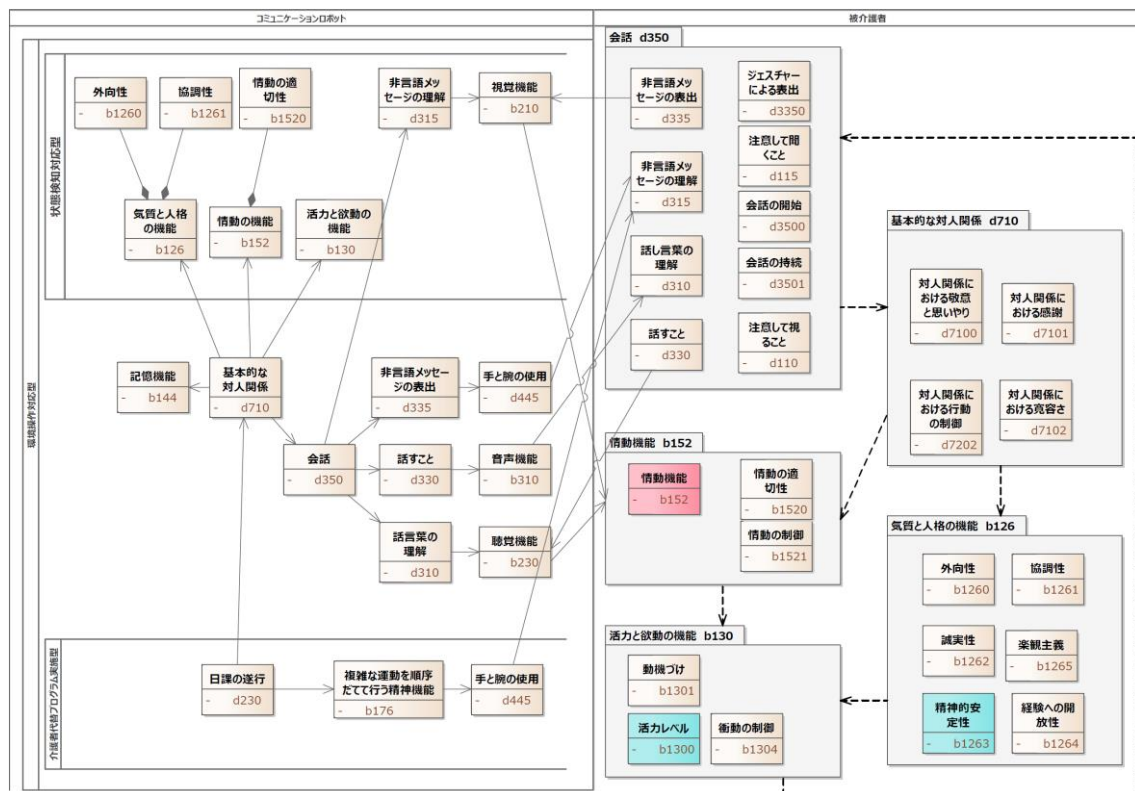 コミュニケーションロボット
被介護者
環境操作対応型
状態検知対応型
外向性
- b1260
協調性
- b1261
情動の適
切性
- b1520
非言語メッ
セージの理解
- d315
視覚機能
- b210
気質と人格
の機能
- b126
情動の機能
- b152
活力と欲動の
機能
- b130
記憶機能
- b144
基本的な
対人関係
- d710
非言語メッセー
ジの表出
- d335
手と腕の使用
- d445
会話
- d350
話すこと
- d330
音声機能
- b310
話言葉の
理解
- d310
聴覚機能
- b230
介護者代替プログラム実施型
日課の遂行
- d230
複雑な運動を順序
だてて行う精神機能
- b176
手と腕の使用
- d445
会話 d350
非言語メッ
セージの表出
- d335
ジェスチャー
による表出
- d3350
非言語メッ
セージの理解
- d315
注意して聞
くこと
- d115
会話の開始
- d3500
話し言葉の
理解
- d310
会話の持続
- d3501
話すこと
- d330
注意して視
ること
- d110
基本的な対人関係 d710
対人関係に
おける敬意
と思いやり
- d7100
対人関係に
おける感謝
- d7101
対人関係に
おける行動
の制御
- d7202
対人関係に
おける寛容さ
- d7102
情動機能 b152
情動機能
- b152
情動の適
切性
- b1520
情動の制御
- b1521
気質と人格の機能 b126
外向性
- b1260
協調性
- b1261
誠実性
- b1262
楽観主義
- b1265
精神的安
定性
- b1263
経験への開
放性
- b1264
活力と欲動の機能 b130
動機づけ
- b1301
活力レベル
- b1300
衝動の制御
- b1304